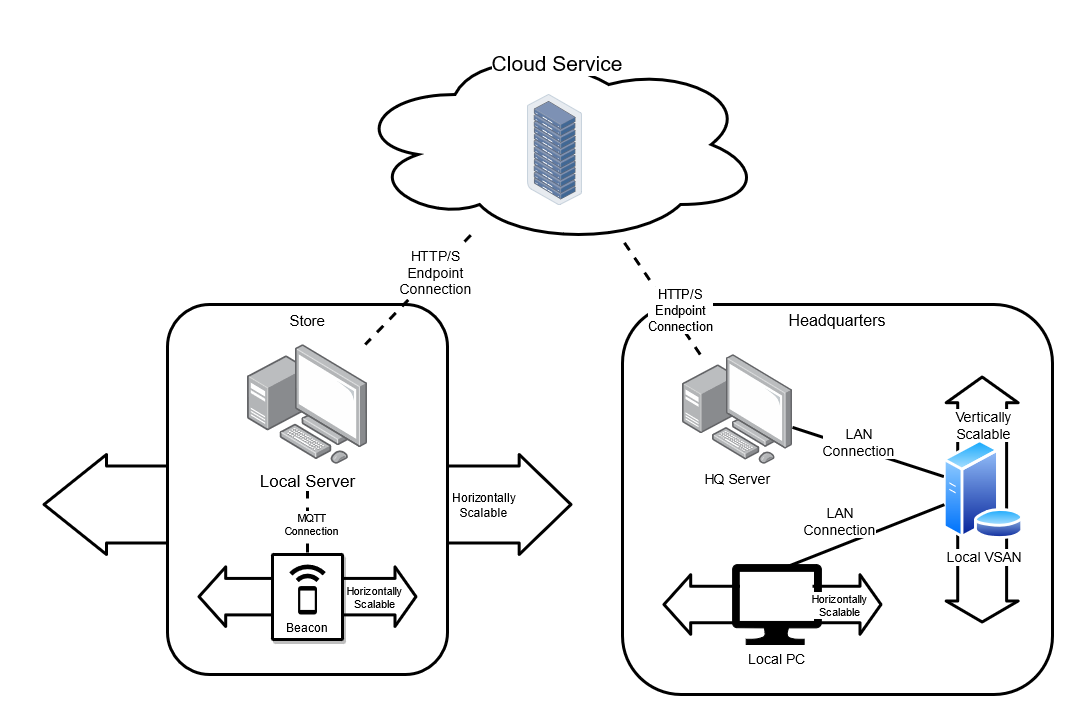 Cloud Service
HTTP/S
Endpoint
Connection
HTTP/S
Endpoint
Connection
Store
Headquarters
Local Server
MQTT
Connection
Beacon
Horizontally
Scalable
Horizontally
Scalable
HQ Server
LAN
Connection
Vertically
Scalable
LAN
Connection
Local VSAN
Horizontally
Scalable
Local PC